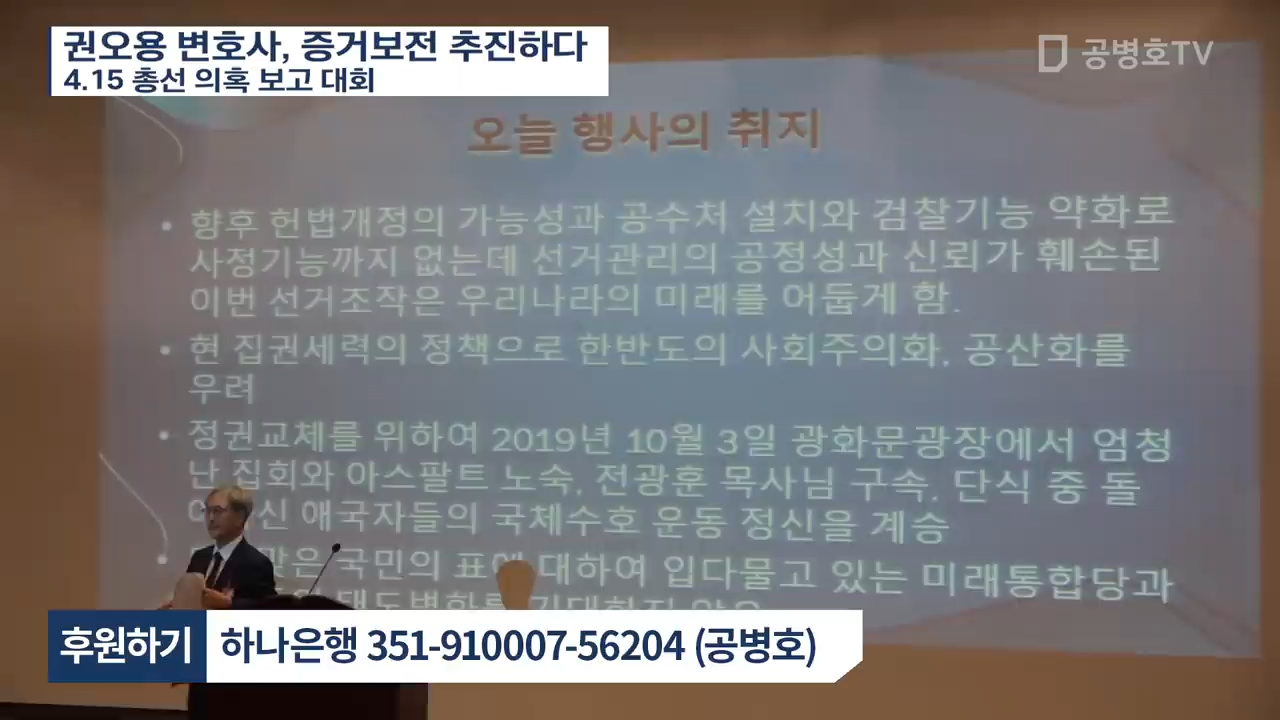 권오용 변호사, 증거보전 추진하다
4.15 총선 의혹 보고 대회
공병호TV
오늘 행사의 취지
• 향후 헌법개정의 가능성과 공수처 설치와 검찰기능 약화로
사정기능까지 없는데 선거관리의 공정성과 신뢰가 훼손된
이번 선거조작은 우리나라의 미래를 어둡게 함.
• 현 집권세력의 정책으로 한반도의 사회주의화, 공산화를
우려
• 정권교체를 위하여 2019년 10월 3일 광화문광장에서 엄청
난 집회와 아스팔트 노숙, 전광훈 목사님 구속, 단식 중 돌
애국자들의 국체수호 운동 정신을 계승
• 국민의 표에 대하여 입다물고 있는 미래통합당과
후원하기
하나은행 351-910007-56204 (공병호)